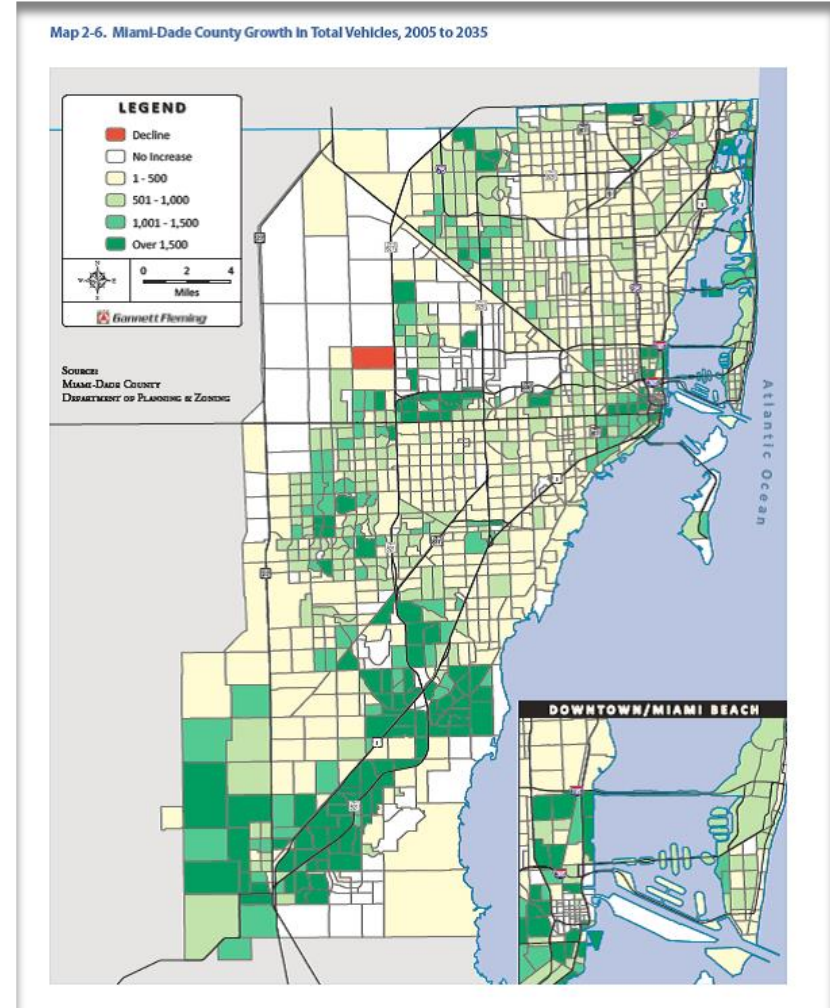 Map 2-6. Miami-Dade County Growth in Total Vehicles, 2005 to 2035
LEGEND
Decline
No Increase
1 - 500
501 - 1,000
1,001 - 1,500
Over 1,500
N
W E
S
0 2 4
Miles
Gannett Fleming
SOURCE:
MIAMI-DADE COUNTY
DEPARTMENT OF PLANNING & ZONING
Atlantic Ocean
DOWNTOWN/MIAMI BEACH